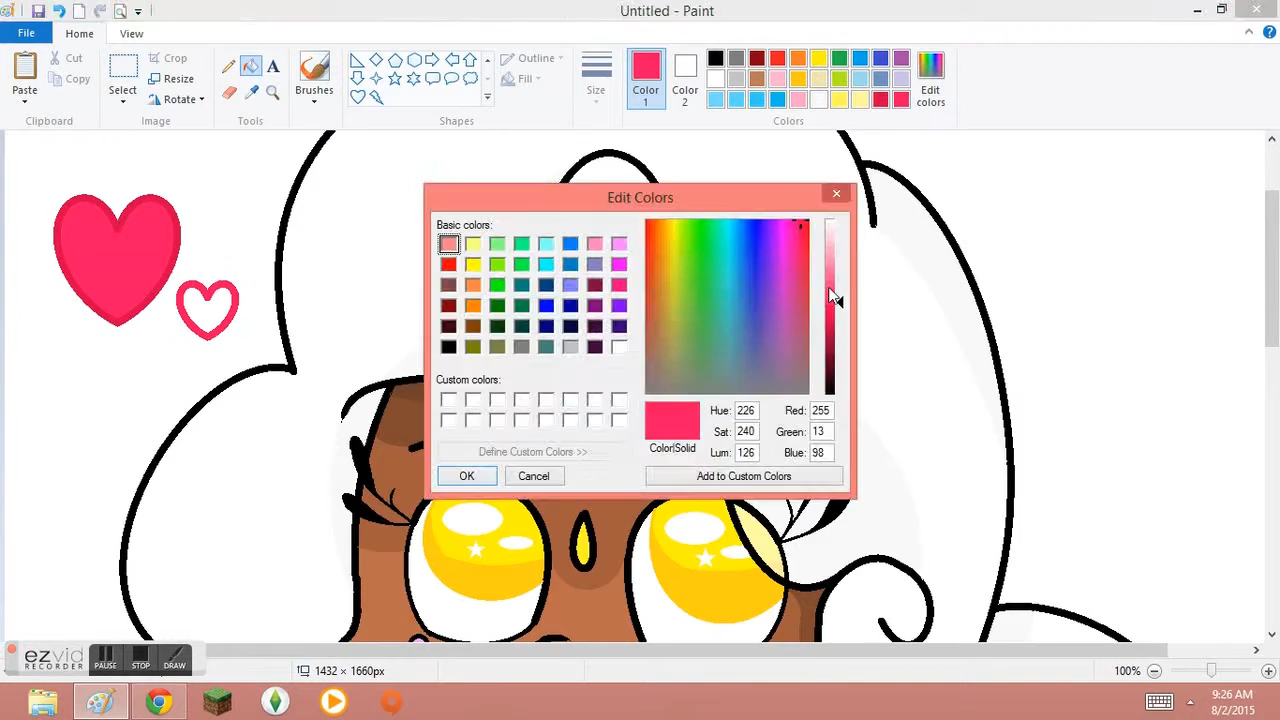 Untitled - Paint
File
Home
View
Paste
Cut
Copy
Clipboard
Select
Crop
Resize
Rotate
Image
A
Tools
Brushes
Shapes
Outline
Fill
Size
Color 1
Color 2
Edit colors
Colors
Edit Colors
Basic colors:
Custom colors:
Define Custom Colors >>
OK
Cancel
Color|Solid
Hue: 226
Sat: 240
Lum: 126
Red: 255
Green: 13
Blue: 98
Add to Custom Colors
ezvid
RECORDER
PAUSE
STOP
DRAW
1432 × 1660px
100%
9:26 AM
8/2/2015